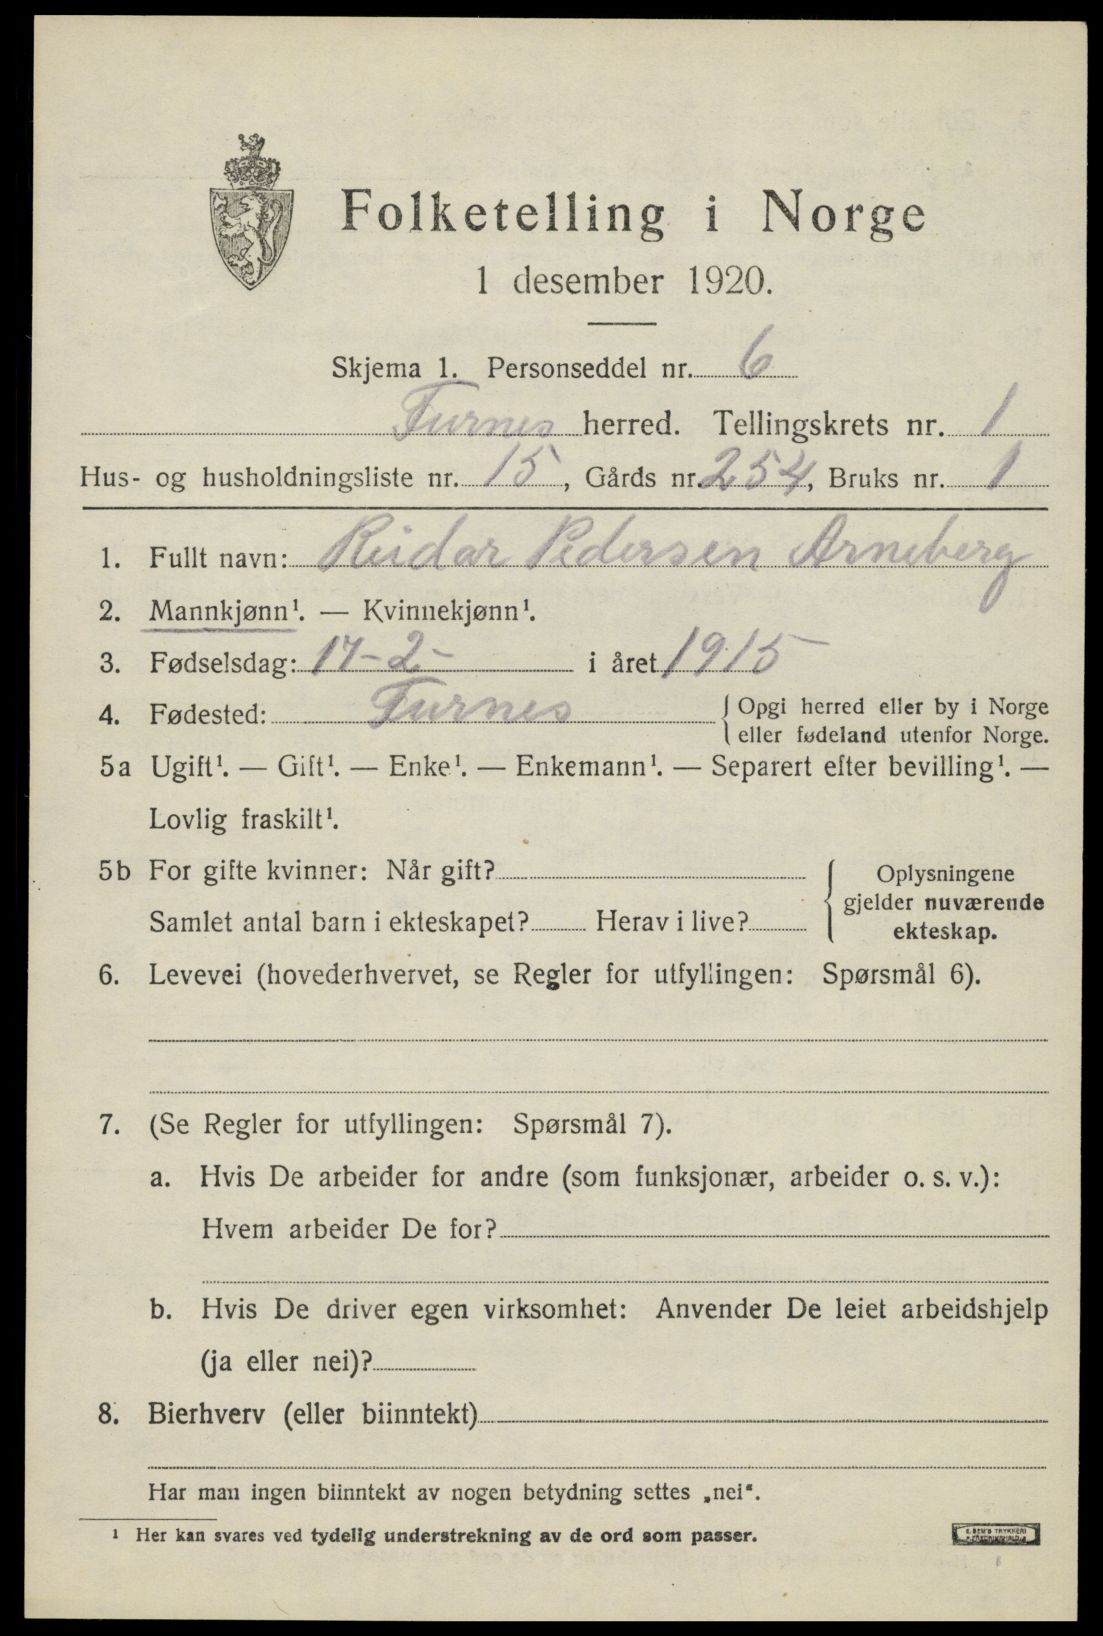 Folketelling i Norge
1 desember 1920.
Skjema 1. Personseddel nr. 6
Furnes herred. Tellingskrets nr. 1
Hus- og husholdningsliste nr. 15, Gårds nr. 254, Bruks nr. 1
1. Fullt navn: Reidar Pedersen Arneberg
2. Mannkjønn¹. — Kvinnekjønn¹.
3. Fødselsdag: 17-2- i året 1915
4. Fødested: Furnes { Opgi herred eller by i Norge
eller fødeland utenfor Norge.
5a Ugift¹. — Gift¹. — Enke¹. — Enkemann¹. — Separert efter bevilling¹. —
Lovlig fraskilt¹.
5b For gifte kvinner: Når gift?
Samlet antal barn i ekteskapet? Herav i live?
{ Oplysningene
gjelder nuværende
ekteskap.
6. Levevei (hovederhvervet, se Regler for utfyllingen: Spørsmål 6).
7. (Se Regler for utfyllingen: Spørsmål 7).
a. Hvis De arbeider for andre (som funksjonær, arbeider o. s. v.):
Hvem arbeider De for?
b. Hvis De driver egen virksomhet: Anvender De leiet arbeidshjelp
(ja eller nei)?
8. Bierhverv (eller biinntekt)
Har man ingen biinntekt av nogen betydning settes „nei“.
¹ Her kan svares ved tydelig understrekning av de ord som passer.